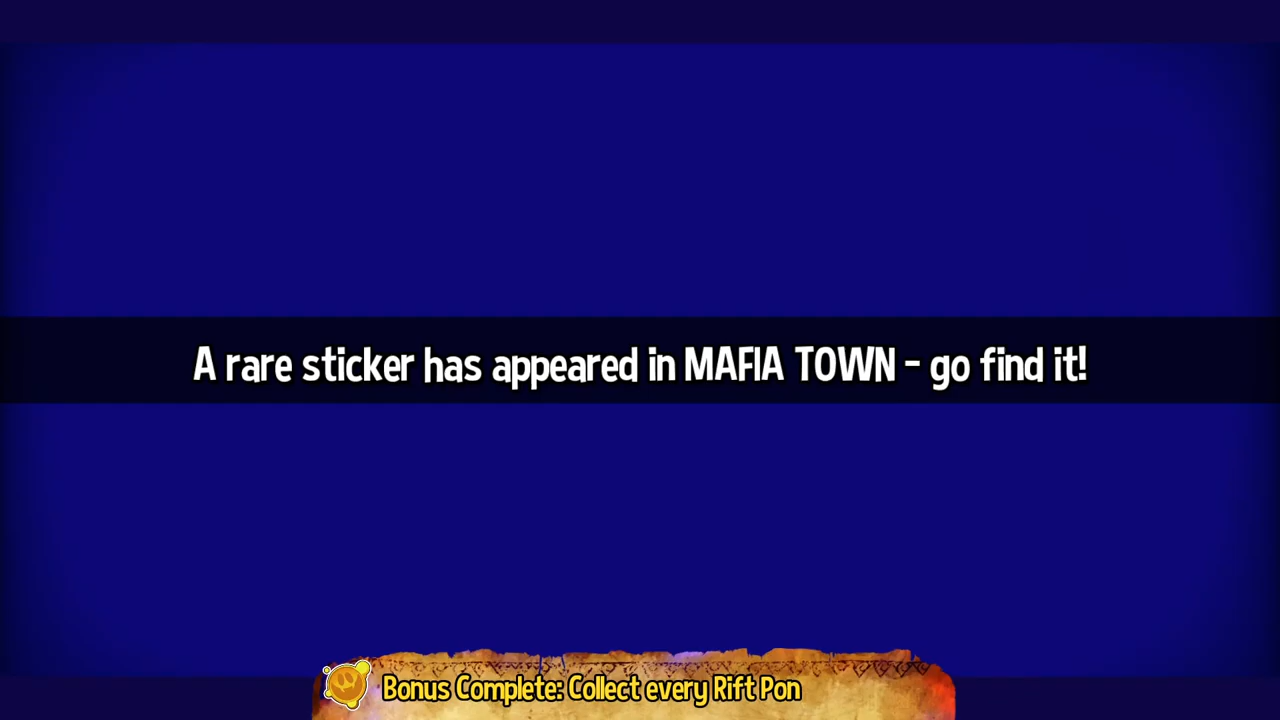 A rare sticker has appeared in MAFIA TOWN - go find it!
Bonus Complete: Collect every Rift Pon